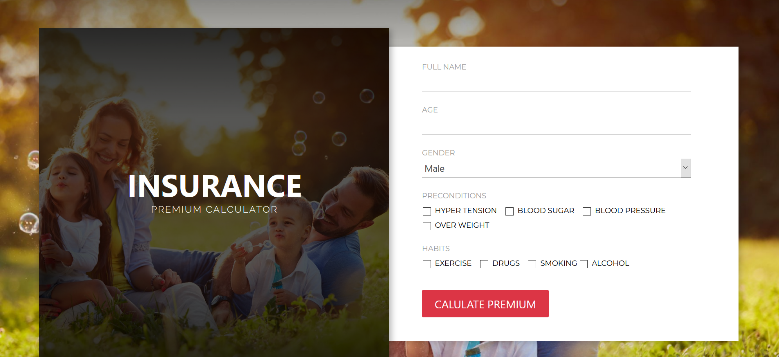 INSURANCE
PREMIUM CALCULATOR
FULL NAME
AGE
GENDER
Male
PRECONDITIONS
HYPER TENSION BLOOD SUGAR BLOOD PRESSURE
OVER WEIGHT
HABITS
EXERCISE DRUGS SMOKING ALCOHOL
CALULATE PREMIUM